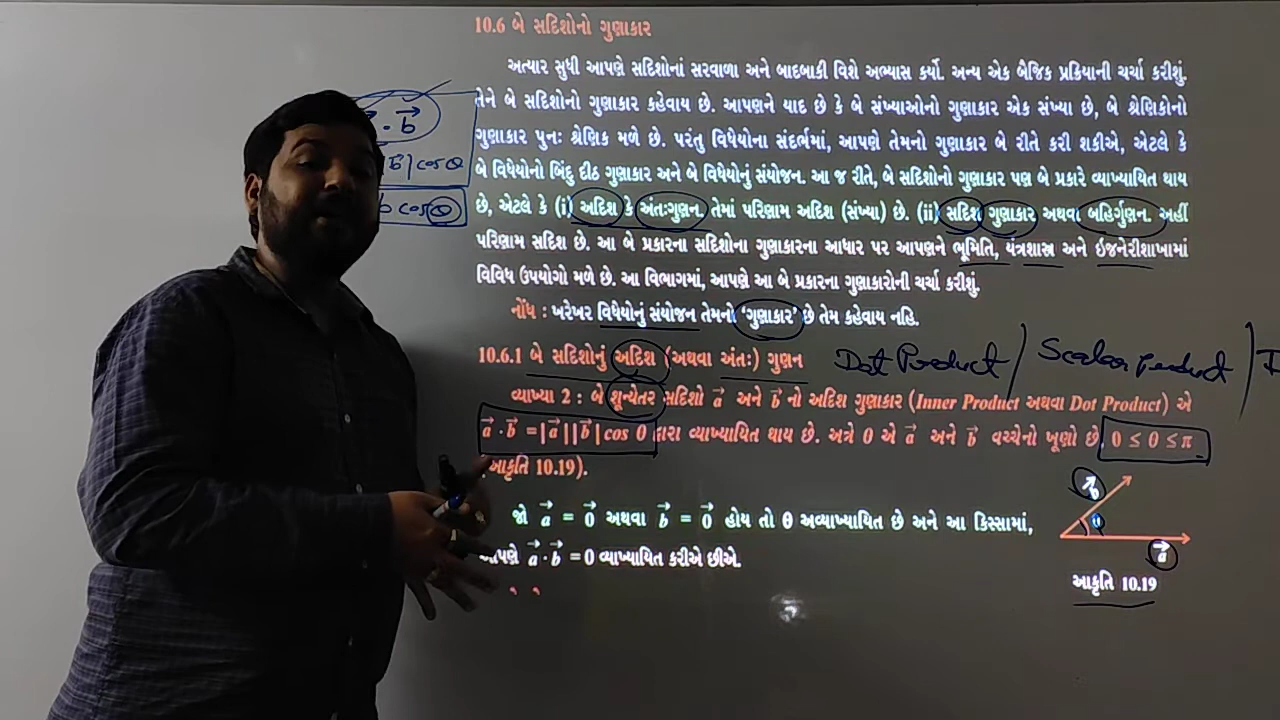 10.6 બે સદિશોનો ગુણાકાર
અત્યાર સુધી આપણે સદિશોનાં સરવાળા અને બાદબાકી વિશે અભ્યાસ કર્યો. અન્ય એક બૈજિક પ્રક્રિયાની ચર્ચા કરીશું.
તેને બે સદિશોનો ગુણાકાર કહેવાય છે. આપણને યાદ છે કે બે સંખ્યાઓનો ગુણાકાર એક સંખ્યા છે, બે શ્રેણિકોનો
ગુણાકાર પુનઃ શ્રેણિક મળે છે. પરંતુ વિધેયોના સંદર્ભમાં, આપણે તેમનો ગુણાકાર બે રીતે કરી શકીએ, એટલે કે
બે વિધેયોનો બિંદુ દીઠ ગુણાકાર અને બે વિધેયોનું સંયોજન. આ જ રીતે, બે સદિશોનો ગુણાકાર પણ બે પ્રકારે વ્યાખ્યાયિત થાય
છે, એટલે કે (i) અદિશ કે અંતઃગુણન. તેમાં પરિણામ અદિશ (સંખ્યા) છે. (ii) સદિશ ગુણાકાર અથવા બહિર્ગુણન. અહીં
પરિણામ સદિશ છે. આ બે પ્રકારના સદિશોના ગુણાકારના આધાર પર આપણને ભૂમિતિ, યંત્રશાસ્ત્ર અને ઇજનેરીશાખામાં
વિવિધ ઉપયોગો મળે છે. આ વિભાગમાં, આપણે આ બે પ્રકારના ગુણાકારોની ચર્ચા કરીશું.
નોંધ : ખરેખર વિધેયોનું સંયોજન તેમનો ‘ગુણાકાર’ છે તેમ કહેવાય નહિ.
10.6.1 બે સદિશોનું અદિશ (અથવા અંતઃ) ગુણન Dot Product / Scalar product / I
વ્યાખ્યા 2 : બે શૂન્યેતર સદિશો a⃗ અને b⃗ નો અદિશ ગુણાકાર (Inner Product અથવા Dot Product) એ
a⃗ · b⃗ = |a⃗| |b⃗| cos θ દ્વારા વ્યાખ્યાયિત થાય છે. અત્રે θ એ a⃗ અને b⃗ વચ્ચેનો ખૂણો છે 0 ≤ θ ≤ π
આકૃતિ 10.19).
જો a⃗ = 0⃗ અથવા b⃗ = 0⃗ હોય તો θ અવ્યાખ્યાયિત છે અને આ કિસ્સામાં,
આપણે a⃗ · b⃗ = 0 વ્યાખ્યાયિત કરીએ છીએ.
· b⃗
b⃗| cos θ
b cos θ
b⃗
θ
a⃗
આકૃતિ 10.19